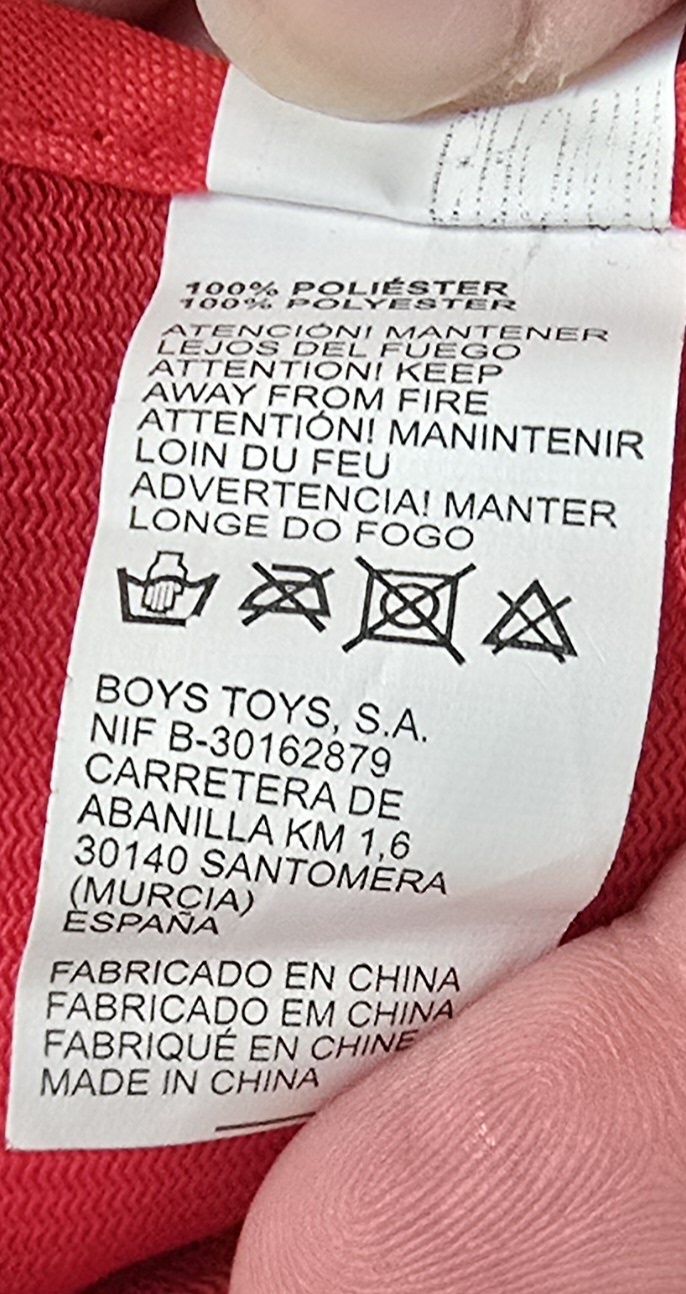 100% POLIÉSTER
100% POLYESTER
ATENCIÓN! MANTENER
LEJOS DEL FUEGO
ATTENTION! KEEP
AWAY FROM FIRE
ATTENTIÓN! MANINTENIR
LOIN DU FEU
ADVERTENCIA! MANTER
LONGE DO FOGO
BOYS TOYS, S.A.
NIF B-30162879
CARRETERA DE
ABANILLA KM 1,6
30140 SANTOMERA
(MURCIA)
ESPAÑA
FABRICADO EN CHINA
FABRICADO EM CHINA
FABRIQUÉ EN CHINE
MADE IN CHINA